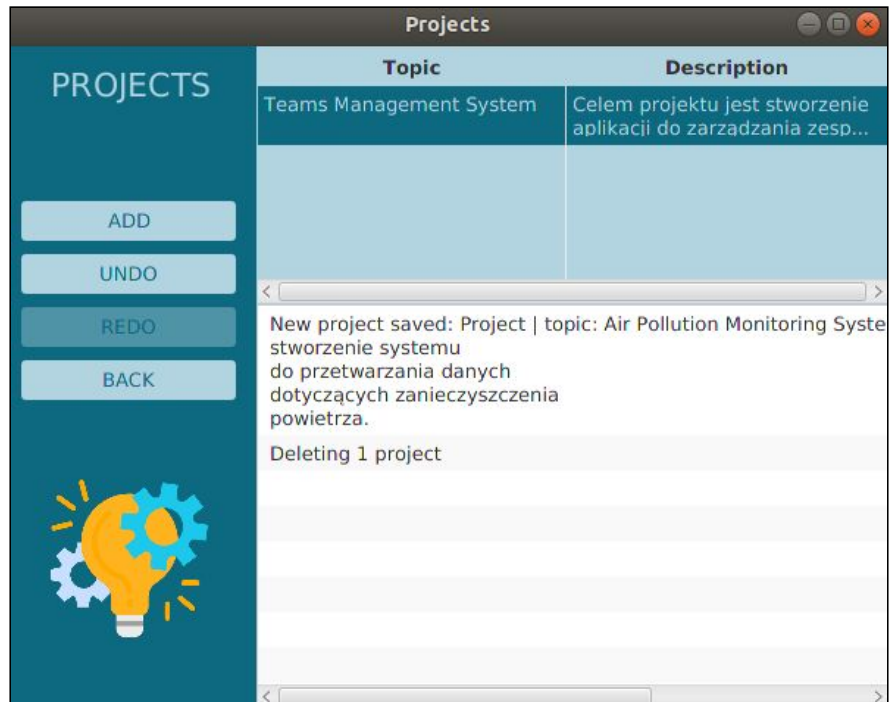 Projects
PROJECTS
ADD
UNDO
REDO
BACK
Topic Description
Teams Management System
Celem projektu jest stworzenie
aplikacji do zarządzania zesp...
New project saved: Project | topic: Air Pollution Monitoring Syste
stworzenie systemu
do przetwarzania danych
dotyczących zanieczyszczenia
powietrza.
Deleting 1 project